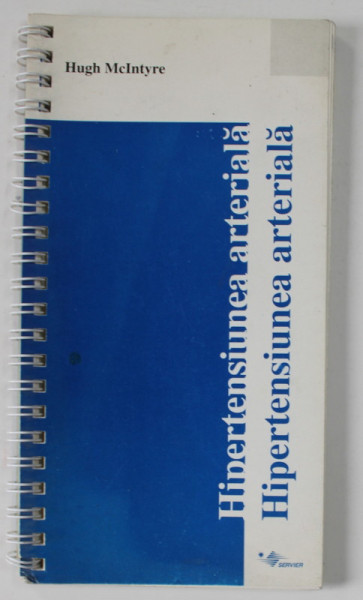 Hugh McIntyre
Hipertensiunea arterială
Hipertensiunea arterială
SERVIER